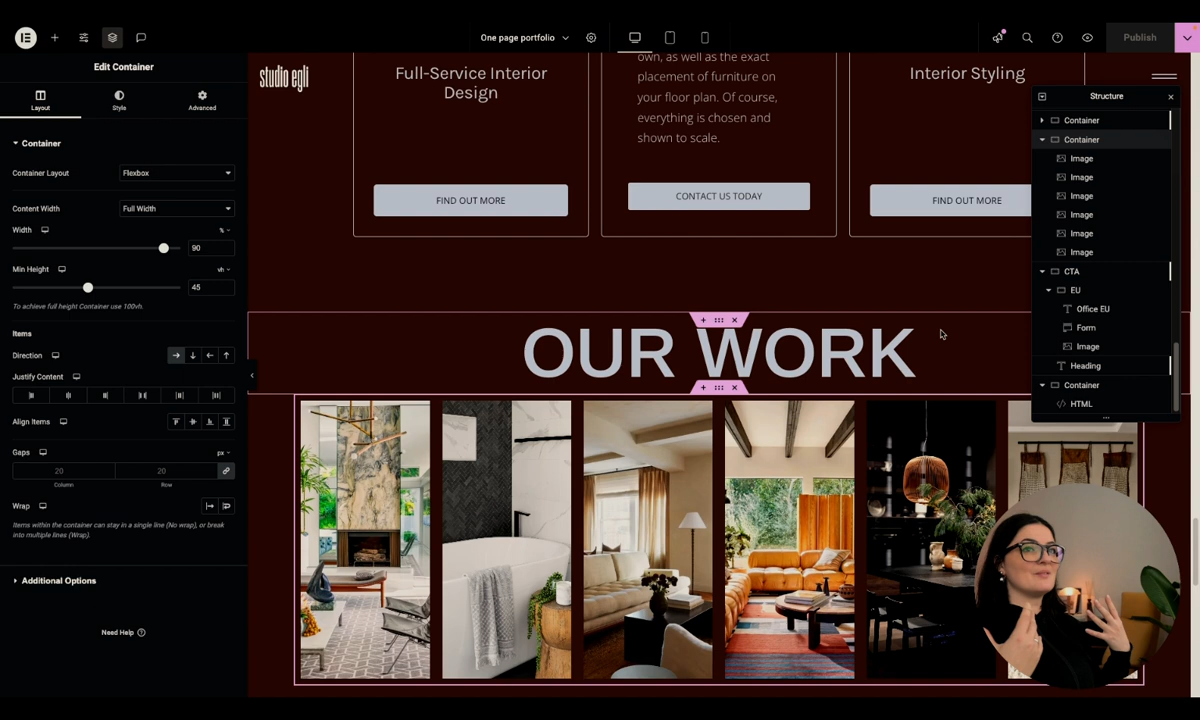 One page portfolio
Publish
Edit Container
Layout
Style
Advanced
Container
Container Layout
Flexbox
Content Width
Full Width
Width
%
90
Min Height
vh
45
To achieve full height Container use 100vh.
Items
Direction
Justify Content
Align Items
Gaps
px
20
20
Column
Row
Wrap
Items within the container can stay in a single line (No wrap), or break
into multiple lines (Wrap).
Additional Options
Need Help
studio egli
Full-Service Interior
Design
FIND OUT MORE
own, as well as the exact
placement of furniture on
your floor plan. Of course,
everything is chosen and
shown to scale.
CONTACT US TODAY
Interior Styling
FIND OUT MORE
OUR WORK
Structure
Container
Container
Image
Image
Image
Image
Image
Image
CTA
EU
Office EU
Form
Image
Heading
Container
HTML